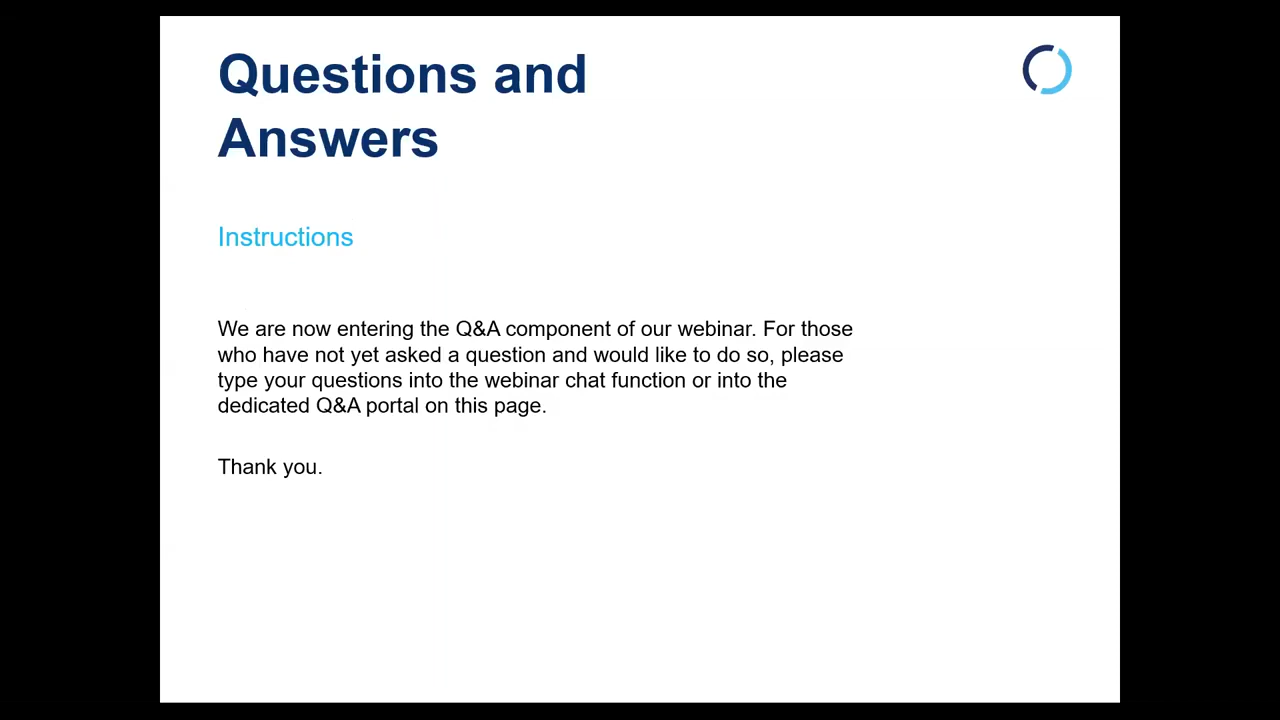 Questions and
Answers
Instructions
We are now entering the Q&A component of our webinar. For those
who have not yet asked a question and would like to do so, please
type your questions into the webinar chat function or into the
dedicated Q&A portal on this page.
Thank you.